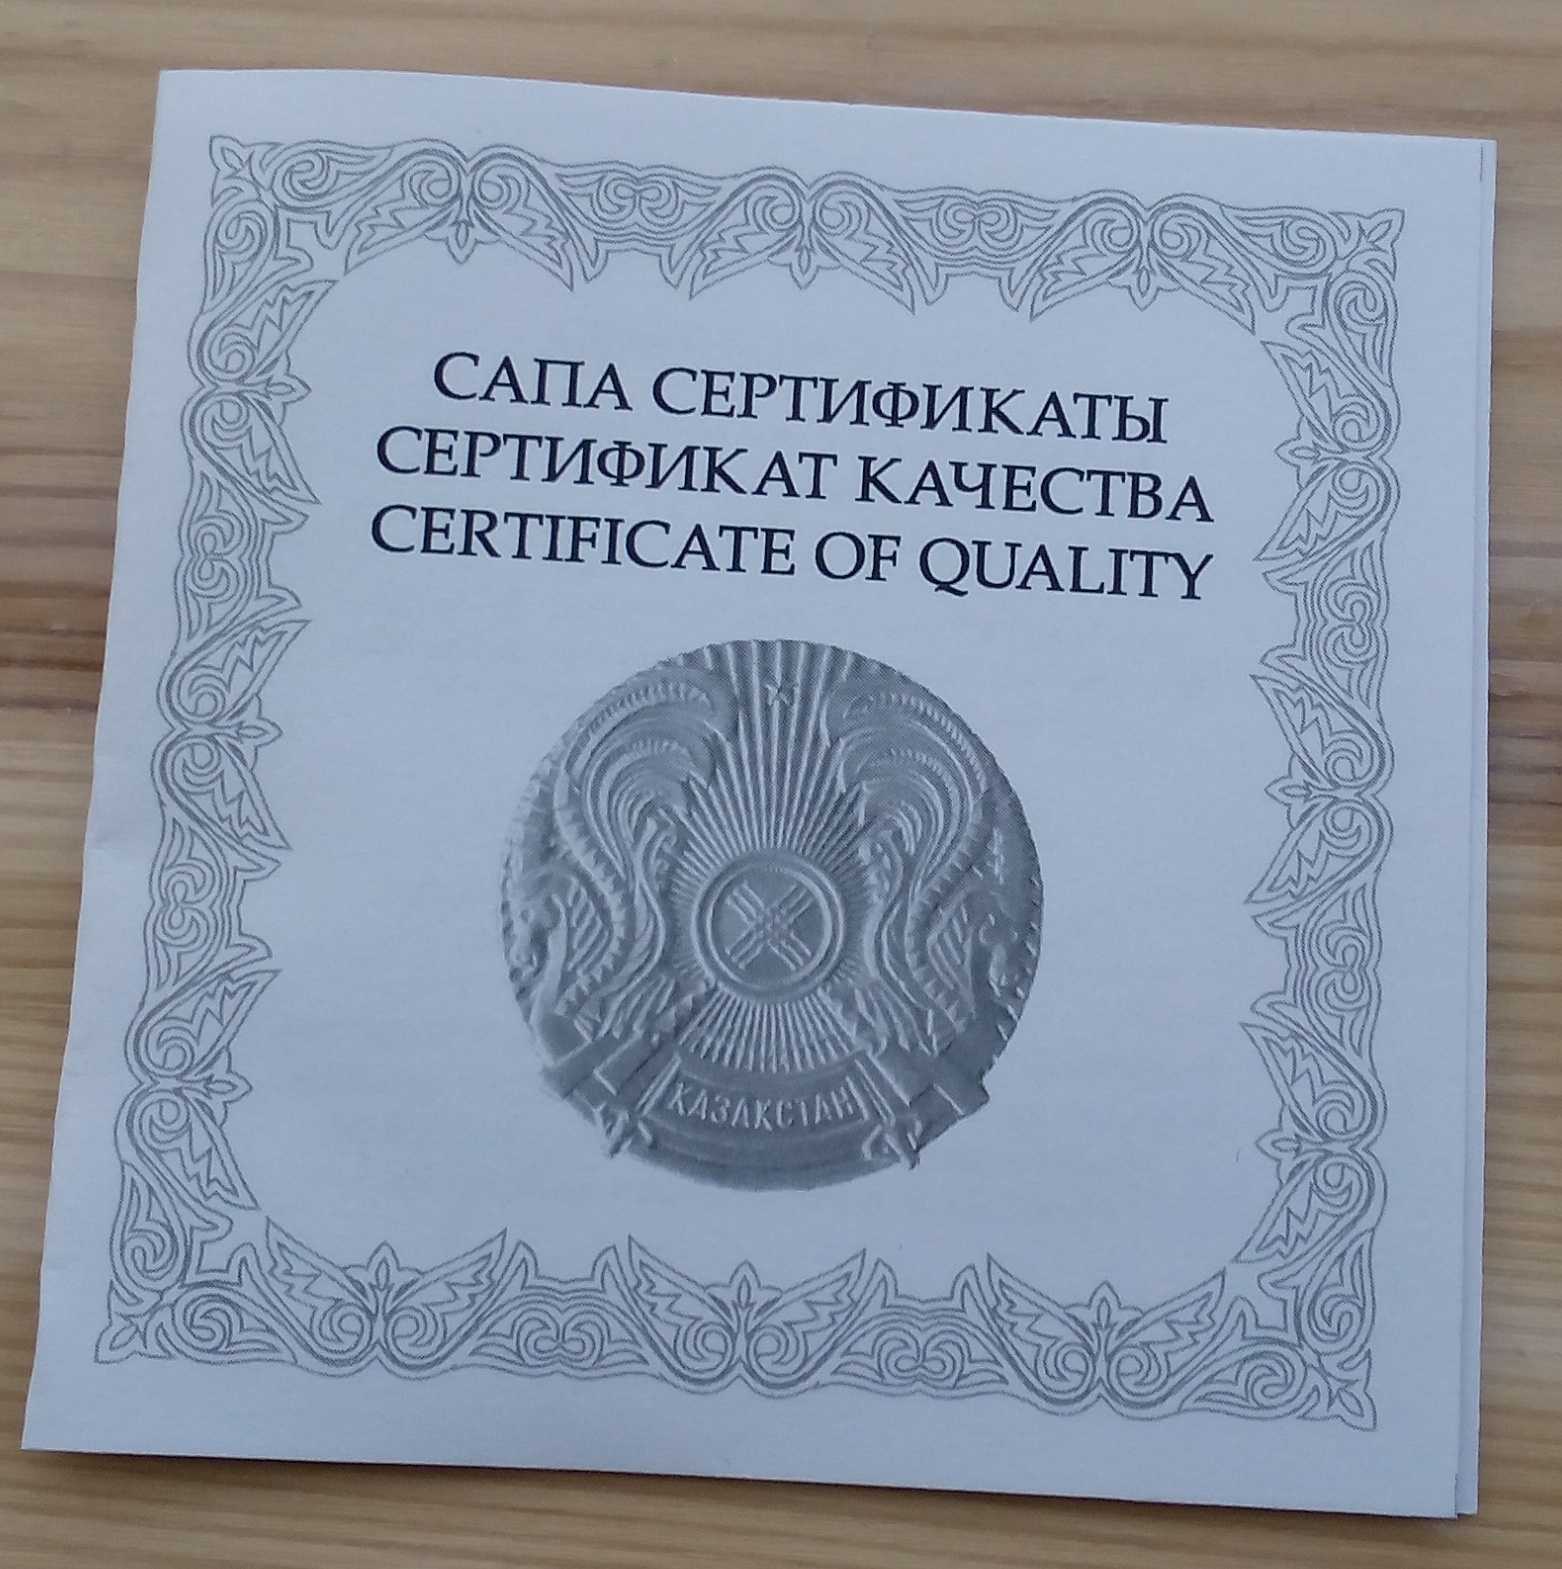 САПА СЕРТИФИКАТЫ
СЕРТИФИКАТ КАЧЕСТВА
CERTIFICATE OF QUALITY
ҚАЗАҚСТАН